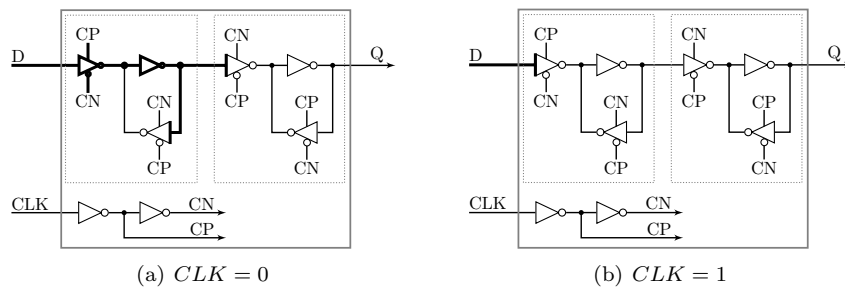 CP CN CP CN
D Q D Q
CN CP CN CP
CN CP CN CP
CP CN CP CN
CLK CN CLK CN
CP CP
(a) CLK = 0 (b) CLK = 1